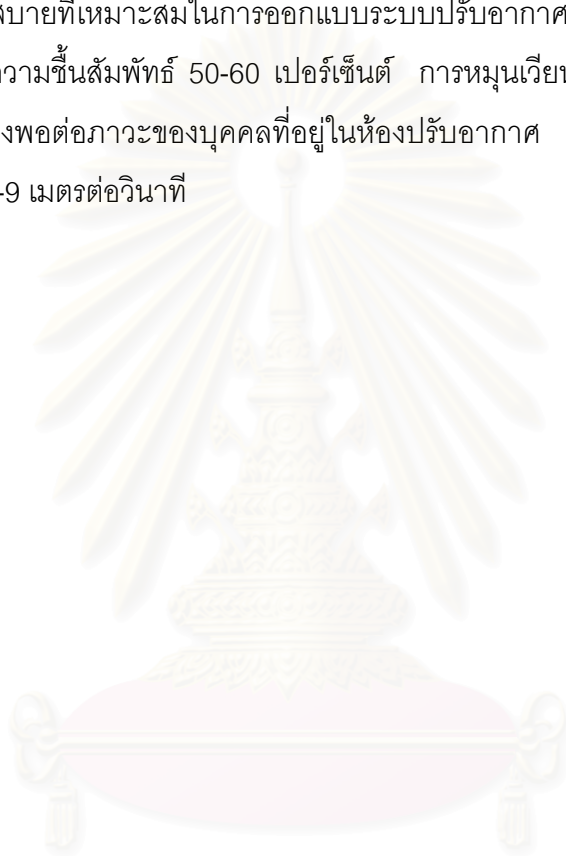 สบายที่เหมาะสมในการออกแบบระบบปรับอากาศ
ความชื้นสัมพัทธ์ 50-60 เปอร์เซ็นต์ การหมุนเวียน
งพอต่อภาวะของบุคคลที่อยู่ในห้องปรับอากาศ
-9 เมตรต่อวินาที